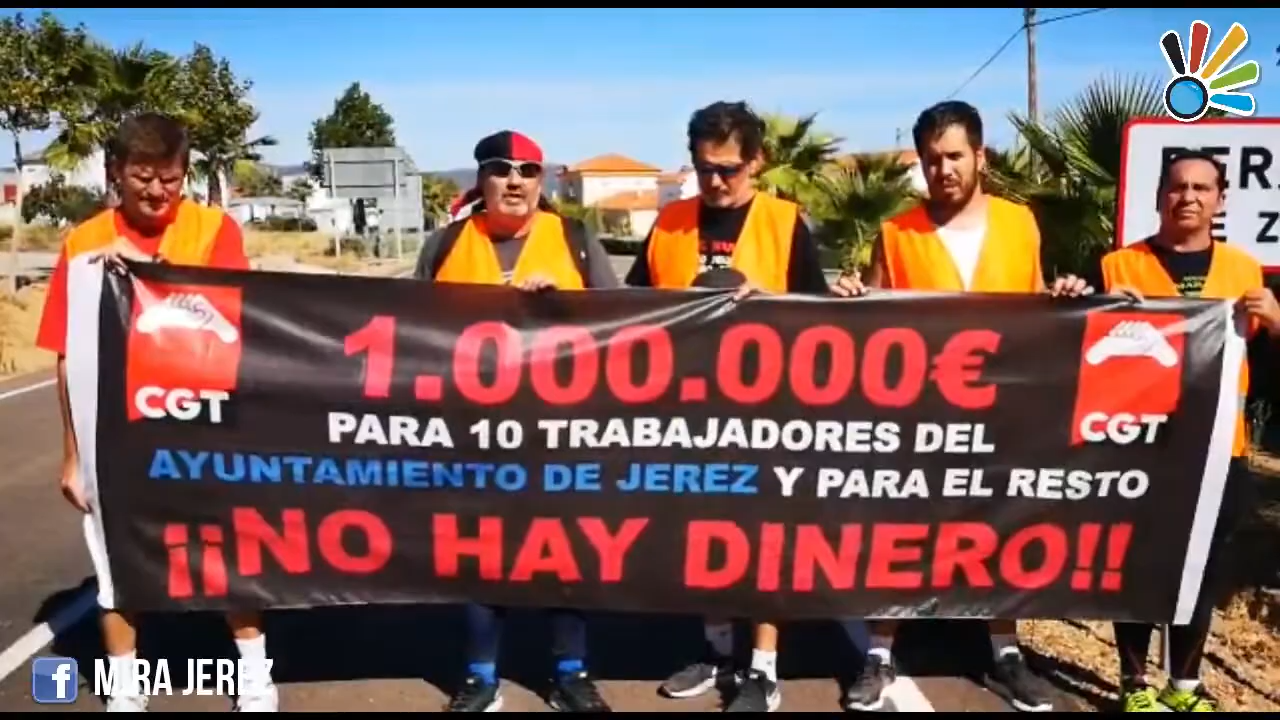 1.000.000€
PARA 10 TRABAJADORES DEL
AYUNTAMIENTO DE JEREZ Y PARA EL RESTO
¡¡NO HAY DINERO!!
CGT
CGT
f MIRA JEREZ